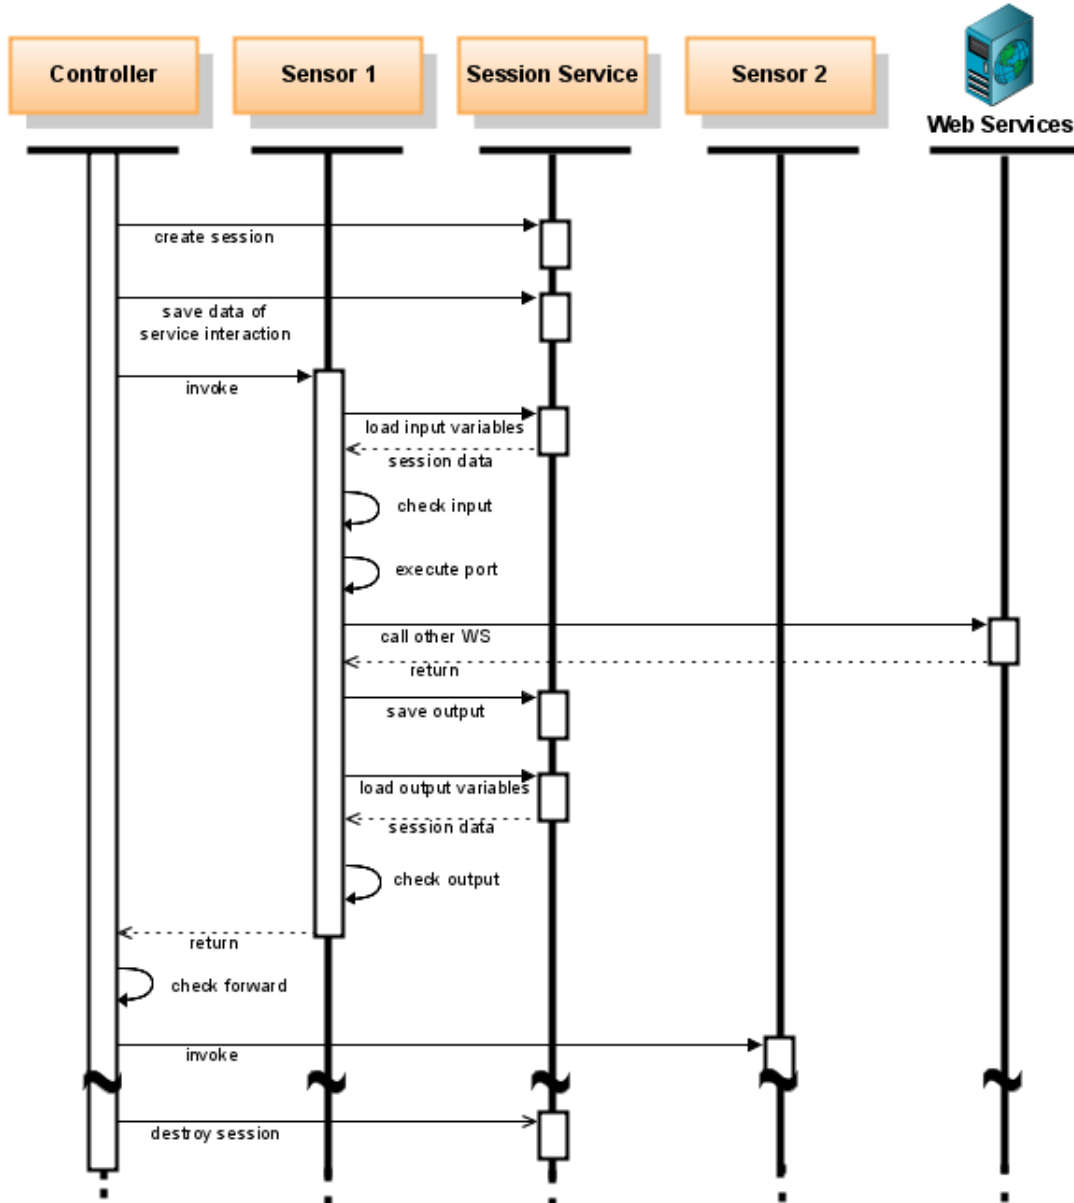 Controller
Sensor 1
Session Service
Sensor 2
Web Services
create session
save data of
service interaction
invoke
load input variables
session data
check input
execute port
call other WS
return
save output
load output variables
session data
check output
return
check forward
invoke
destroy session